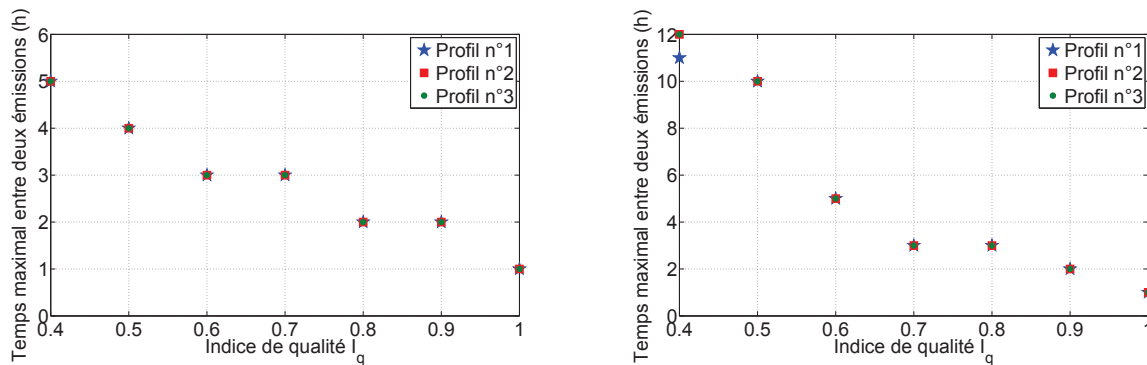 Temps maximal entre deux émissions (h)
6
5
4
3
2
1
0
0.4 0.5 0.6 0.7 0.8 0.9 1
Indice de qualité I_q
Profil n°1
Profil n°2
Profil n°3
Temps maximal entre deux émissions (h)
12
10
8
6
4
2
0
0.4 0.5 0.6 0.7 0.8 0.9 1
Indice de qualité I_q
Profil n°1
Profil n°2
Profil n°3